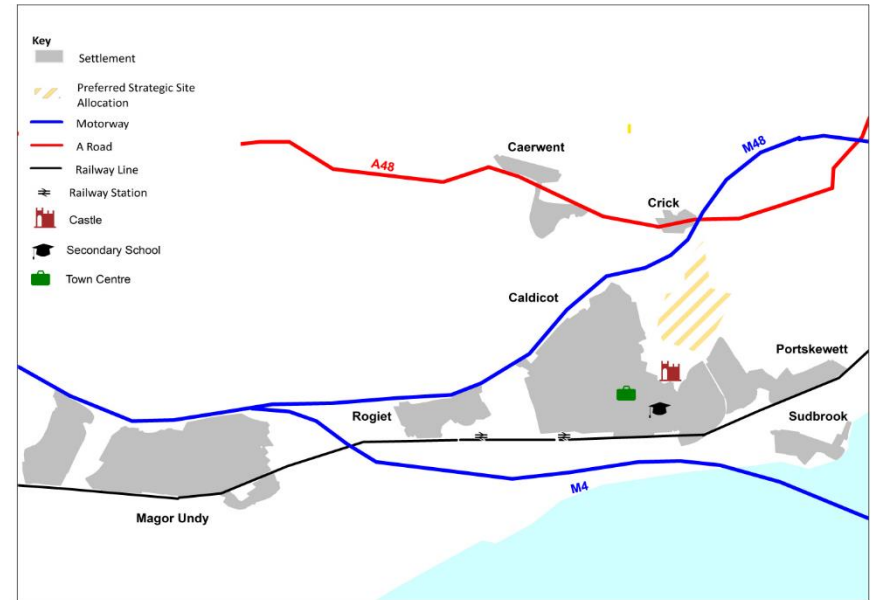 Key
Settlement
Preferred Strategic Site
Allocation
Motorway
A Road
Railway Line
Railway Station
Castle
Secondary School
Town Centre
Caerwent
M48
A48
Crick
Caldicot
Portskewett
Rogiet
Sudbrook
M4
Magor Undy